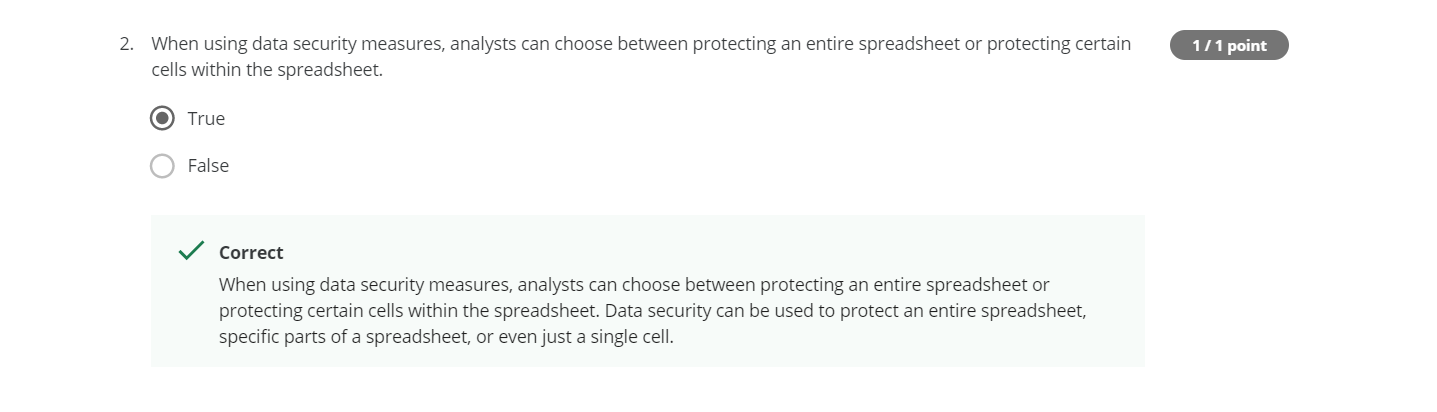 2. When using data security measures, analysts can choose between protecting an entire spreadsheet or protecting certain
cells within the spreadsheet.
1 / 1 point
True
False
Correct
When using data security measures, analysts can choose between protecting an entire spreadsheet or
protecting certain cells within the spreadsheet. Data security can be used to protect an entire spreadsheet,
specific parts of a spreadsheet, or even just a single cell.